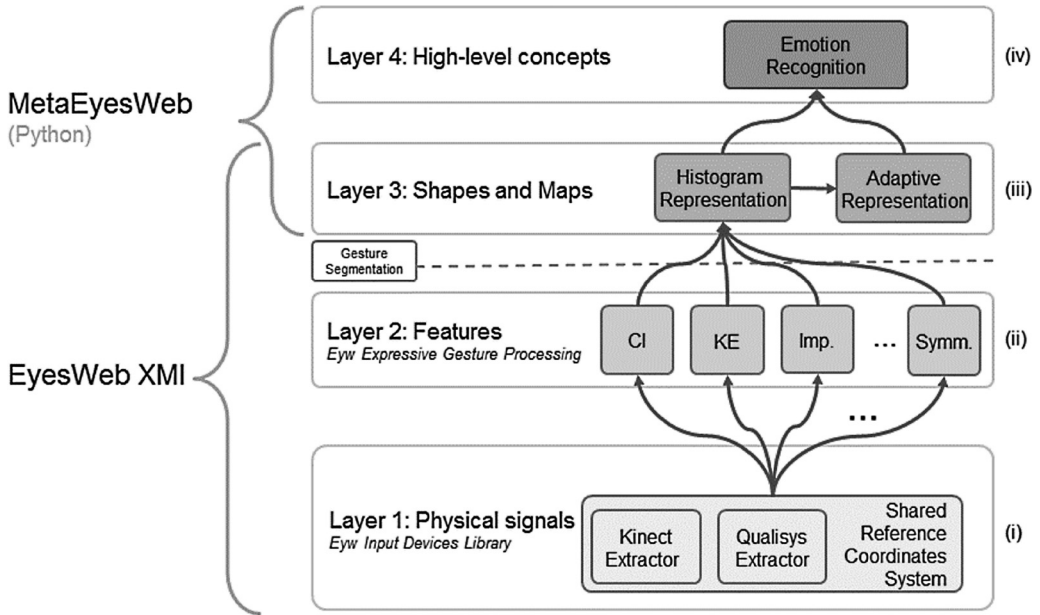 MetaEyesWeb
(Python)
EyesWeb XMI
Layer 4: High-level concepts
Emotion
Recognition
(iv)
Layer 3: Shapes and Maps
Histogram
Representation
Adaptive
Representation
(iii)
Gesture
Segmentation
Layer 2: Features
Eyw Expressive Gesture Processing
CI
KE
Imp.
...
Symm.
(ii)
...
Layer 1: Physical signals
Eyw Input Devices Library
Kinect
Extractor
Qualisys
Extractor
Shared
Reference
Coordinates
System
(i)